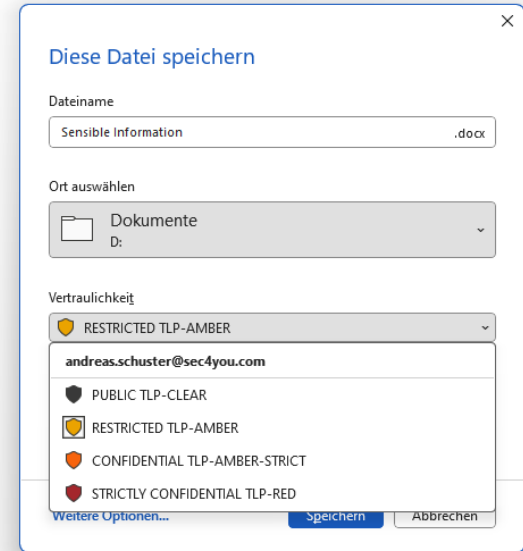 Diese Datei speichern
Dateiname
Sensible Information .docx
Ort auswählen
Dokumente
D:
Vertraulichkeit
RESTRICTED TLP-AMBER
andreas.schuster@sec4you.com
PUBLIC TLP-CLEAR
RESTRICTED TLP-AMBER
CONFIDENTIAL TLP-AMBER-STRICT
STRICTLY CONFIDENTIAL TLP-RED
Weitere Optionen... Speichern Abbrechen